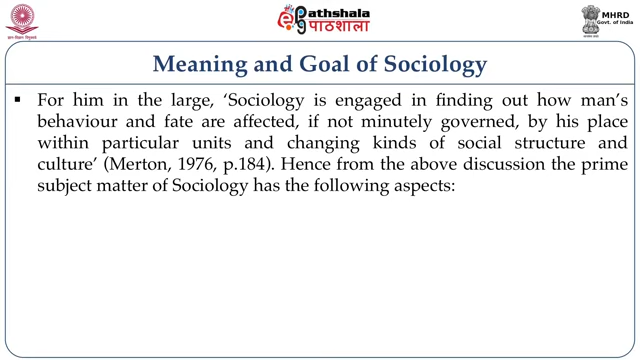 Pathshala
पाठशाला
MHRD
Govt. of India
Meaning and Goal of Sociology
▪ For him in the large, ‘Sociology is engaged in finding out how man’s
behaviour and fate are affected, if not minutely governed, by his place
within particular units and changing kinds of social structure and
culture’ (Merton, 1976, p.184). Hence from the above discussion the prime
subject matter of Sociology has the following aspects: